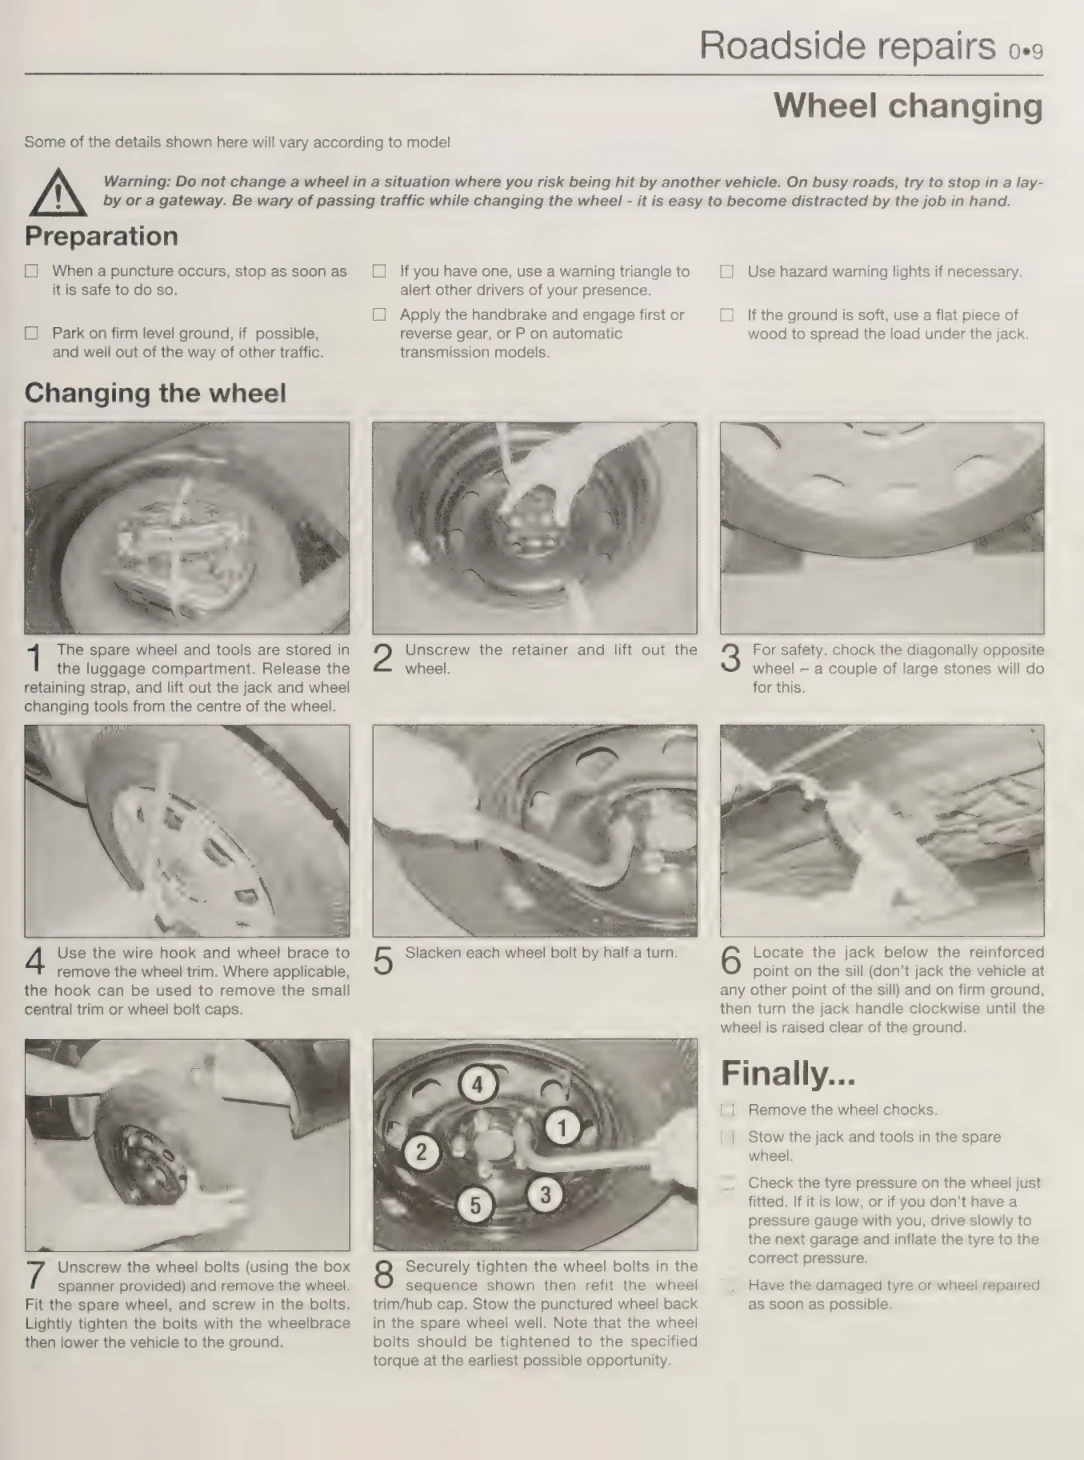 Roadside repairs 0•9
Wheel changing
Some of the details shown here will vary according to model
Warning: Do not change a wheel in a situation where you risk being hit by another vehicle. On busy roads, try to stop in a lay-
by or a gateway. Be wary of passing traffic while changing the wheel - it is easy to become distracted by the job in hand.
Preparation
☐ When a puncture occurs, stop as soon as
it is safe to do so.
☐ Park on firm level ground, if possible,
and well out of the way of other traffic.
☐ If you have one, use a warning triangle to
alert other drivers of your presence.
☐ Apply the handbrake and engage first or
reverse gear, or P on automatic
transmission models.
☐ Use hazard warning lights if necessary.
☐ If the ground is soft, use a flat piece of
wood to spread the load under the jack.
Changing the wheel
1 The spare wheel and tools are stored in
the luggage compartment. Release the
retaining strap, and lift out the jack and wheel
changing tools from the centre of the wheel.
2 Unscrew the retainer and lift out the
wheel.
3 For safety, chock the diagonally opposite
wheel – a couple of large stones will do
for this.
4 Use the wire hook and wheel brace to
remove the wheel trim. Where applicable,
the hook can be used to remove the small
central trim or wheel bolt caps.
5 Slacken each wheel bolt by half a turn.
6 Locate the jack below the reinforced
point on the sill (don't jack the vehicle at
any other point of the sill) and on firm ground,
then turn the jack handle clockwise until the
wheel is raised clear of the ground.
7 Unscrew the wheel bolts (using the box
spanner provided) and remove the wheel.
Fit the spare wheel, and screw in the bolts.
Lightly tighten the bolts with the wheelbrace
then lower the vehicle to the ground.
4
1
2
3
5
8 Securely tighten the wheel bolts in the
sequence shown then refit the wheel
trim/hub cap. Stow the punctured wheel back
in the spare wheel well. Note that the wheel
bolts should be tightened to the specified
torque at the earliest possible opportunity.
Finally...
☐ Remove the wheel chocks.
☐ Stow the jack and tools in the spare
wheel.
☐ Check the tyre pressure on the wheel just
fitted. If it is low, or if you don't have a
pressure gauge with you, drive slowly to
the next garage and inflate the tyre to the
correct pressure.
☐ Have the damaged tyre or wheel repaired
as soon as possible.